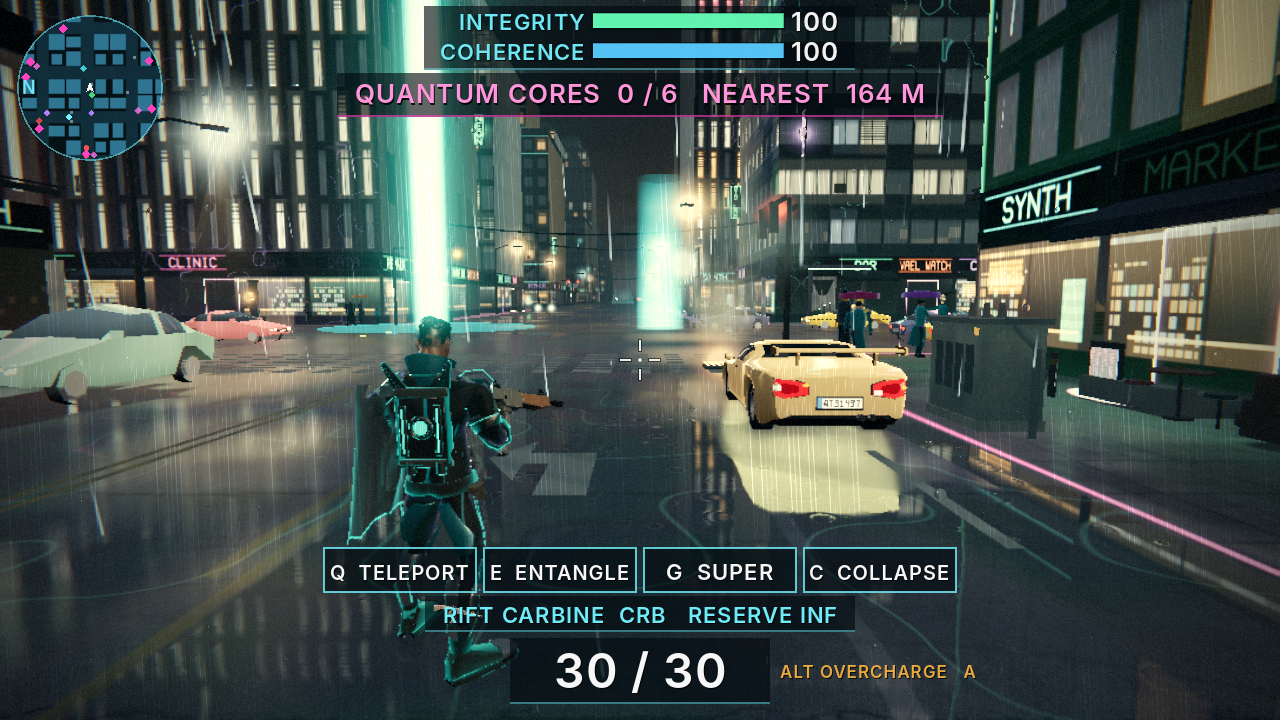 INTEGRITY 100
COHERENCE 100
QUANTUM CORES 0 / 6 NEAREST 164 M
N
SYNTH
MARKE
CLINIC
VAEL WATCH
Q TELEPORT
E ENTANGLE
G SUPER
C COLLAPSE
RIFT CARBINE CRB RESERVE INF
30 / 30
ALT OVERCHARGE A